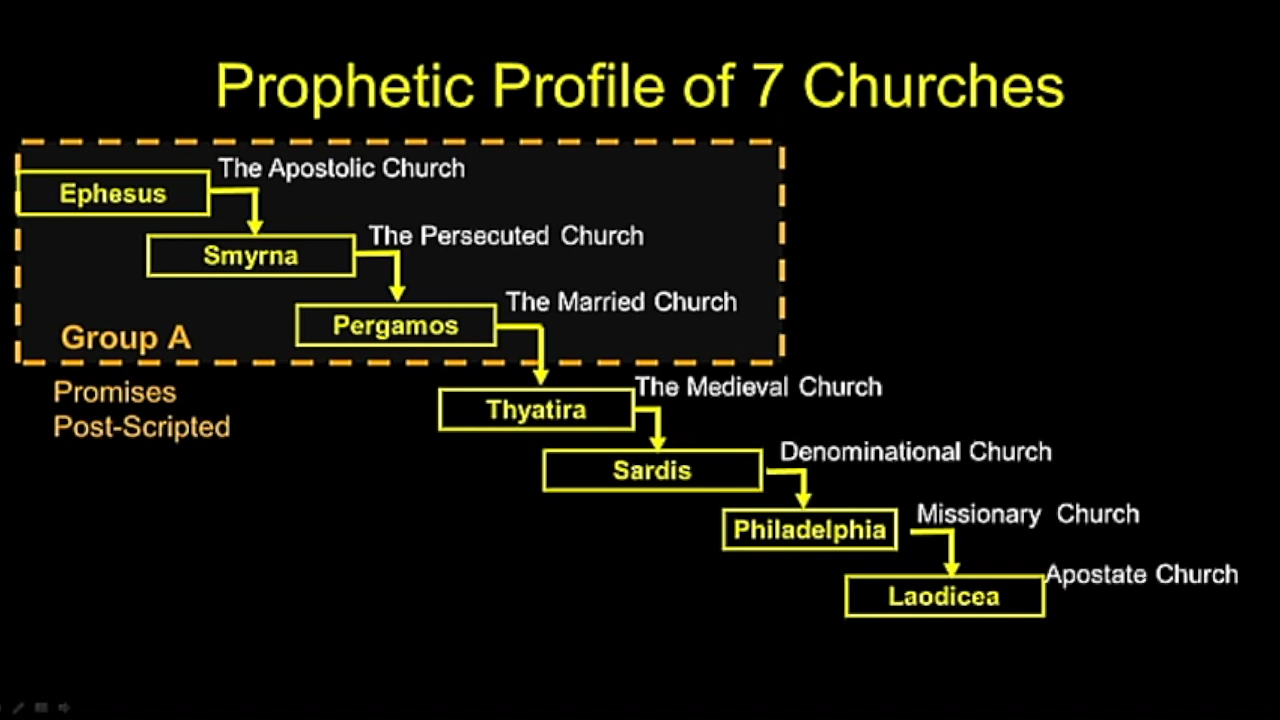 Prophetic Profile of 7 Churches
The Apostolic Church
Ephesus
The Persecuted Church
Smyrna
The Married Church
Pergamos
Group A
Promises
Post-Scripted
The Medieval Church
Thyatira
Denominational Church
Sardis
Missionary Church
Philadelphia
Apostate Church
Laodicea